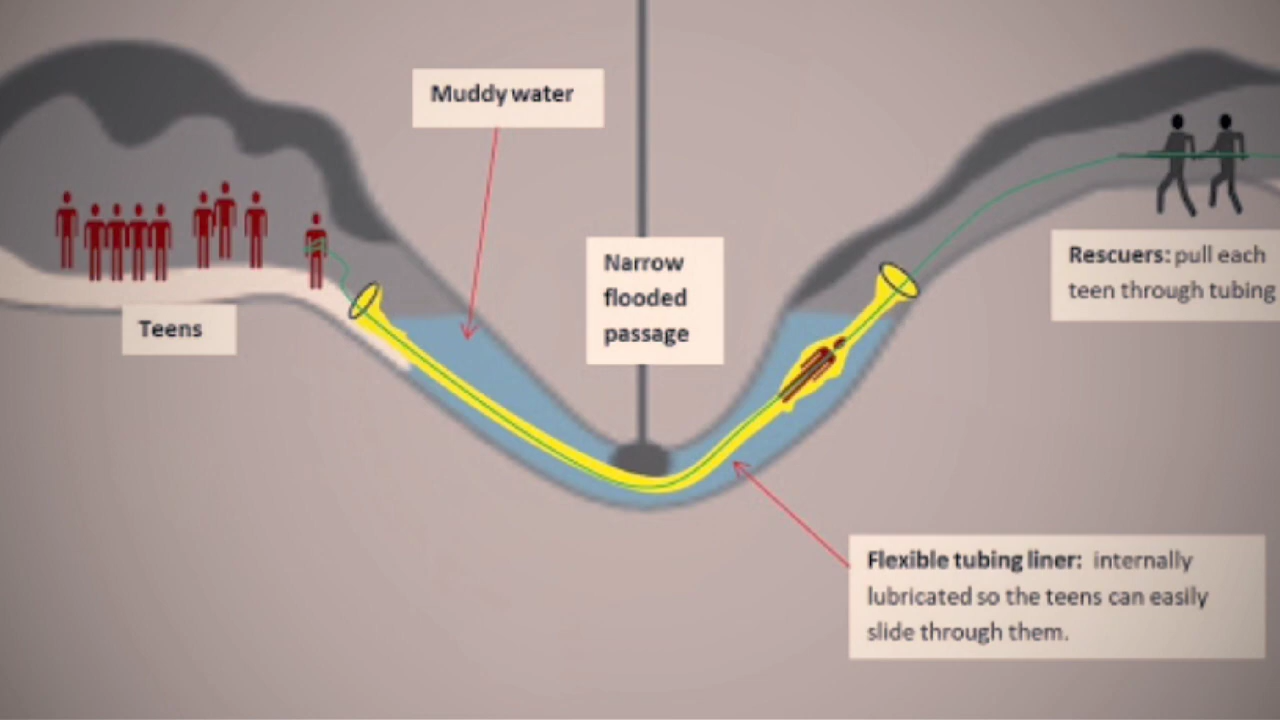 Muddy water
Narrow
flooded
passage
Rescuers: pull each
teen through tubing
Teens
Flexible tubing liner: internally
lubricated so the teens can easily
slide through them.